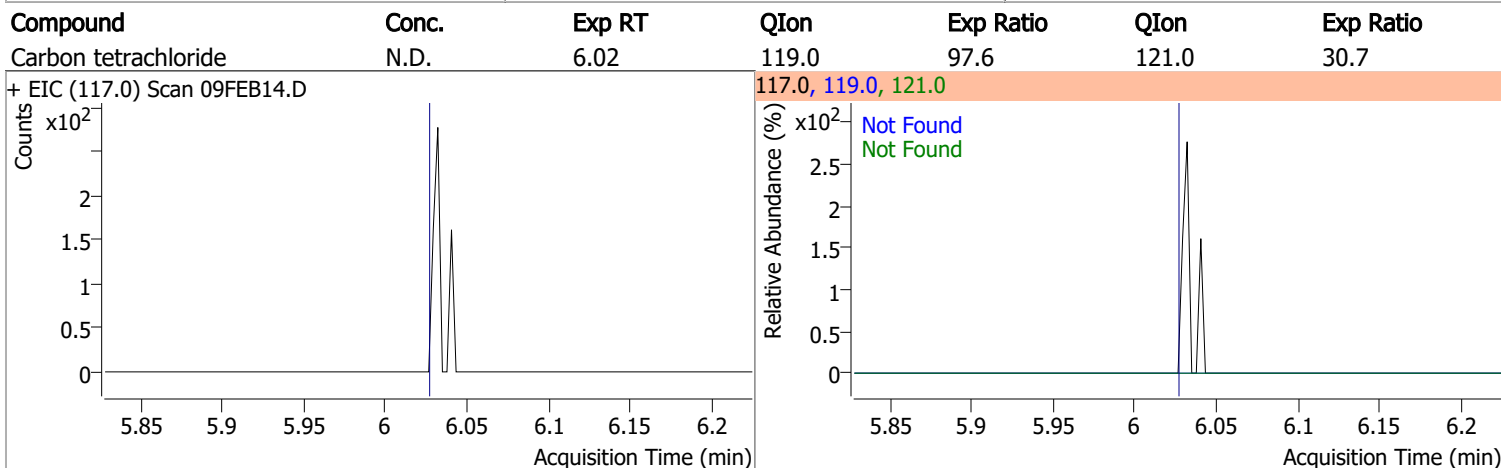 Compound Conc. Exp RT QIon Exp Ratio QIon Exp Ratio
Carbon tetrachloride N.D. 6.02 119.0 97.6 121.0 30.7
+ EIC (117.0) Scan 09FEB14.D
Counts
x10²
2
1.5
1
0.5
0
5.85 5.9 5.95 6 6.05 6.1 6.15 6.2
Acquisition Time (min)
117.0, 119.0, 121.0
Relative Abundance (%)
x10²
Not Found
Not Found
2.5
2
1.5
1
0.5
0
5.85 5.9 5.95 6 6.05 6.1 6.15 6.2
Acquisition Time (min)